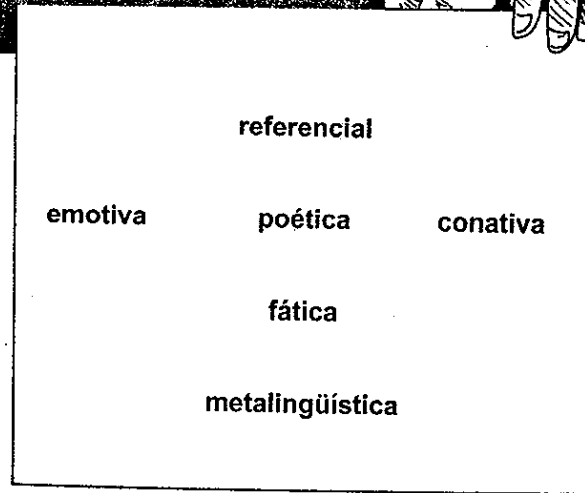 referencial
emotiva poética conativa
fática
metalingüística